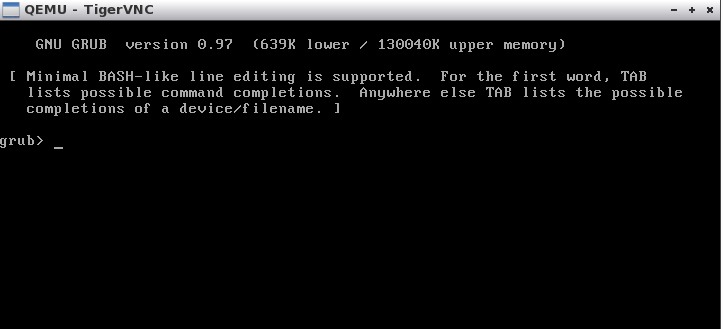 QEMU - TigerVNC
GNU GRUB  version 0.97  (639K lower / 130040K upper memory)
[ Minimal BASH-like line editing is supported.  For the first word, TAB
lists possible command completions.  Anywhere else TAB lists the possible
completions of a device/filename. ]
grub> _